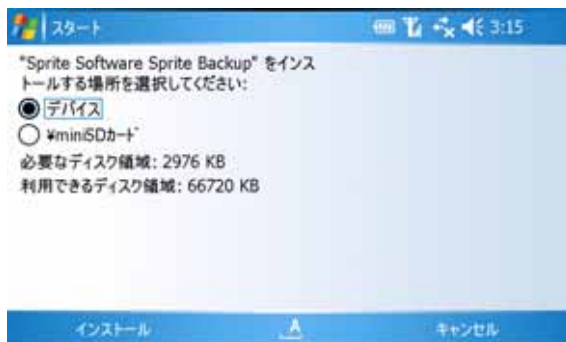 スタート 3:15
"Sprite Software Sprite Backup" をインス
トールする場所を選択してください:
デバイス
¥miniSDカード
必要なディスク領域: 2976 KB
利用できるディスク領域: 66720 KB
インストール A キャンセル